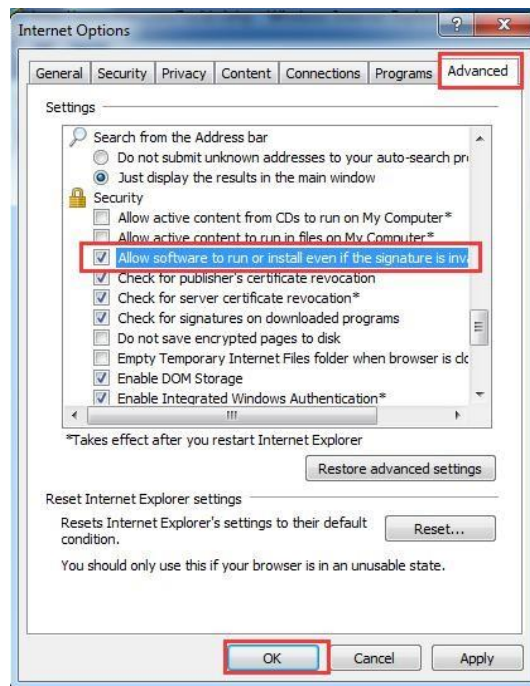 Internet Options
General Security Privacy Content Connections Programs Advanced
Settings
Search from the Address bar
Do not submit unknown addresses to your auto-search
Just display the results in the main window
Security
Allow active content from CDs to run on My Computer*
Allow active content to run in files on My Computer*
Allow software to run or install even if the signature is
Check for publisher's certificate revocation
Check for server certificate revocation*
Check for signatures on downloaded programs
Do not save encrypted pages to disk
Empty Temporary Internet Files folder when browser is
Enable DOM Storage
Enable Integrated Windows Authentication*
*Takes effect after you restart Internet Explorer
Restore advanced settings
Reset Internet Explorer settings
Resets Internet Explorer's settings to their default
condition.
Reset...
You should only use this if your browser is in an unusable state.
OK Cancel Apply